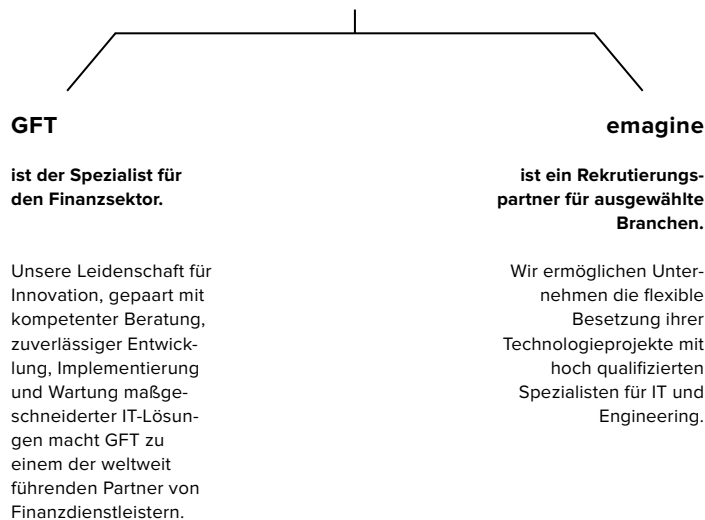 GFT
ist der Spezialist für
den Finanzsektor.
Unsere Leidenschaft für
Innovation, gepaart mit
kompetenter Beratung,
zuverlässiger Entwick-
lung, Implementierung
und Wartung maßge-
schneiderter IT-Lösun-
gen macht GFT zu
einem der weltweit
führenden Partner von
Finanzdienstleistern.
emagine
ist ein Rekrutierungs-
partner für ausgewählte
Branchen.
Wir ermöglichen Unter-
nehmen die flexible
Besetzung ihrer
Technologieprojekte mit
hoch qualifizierten
Spezialisten für IT und
Engineering.